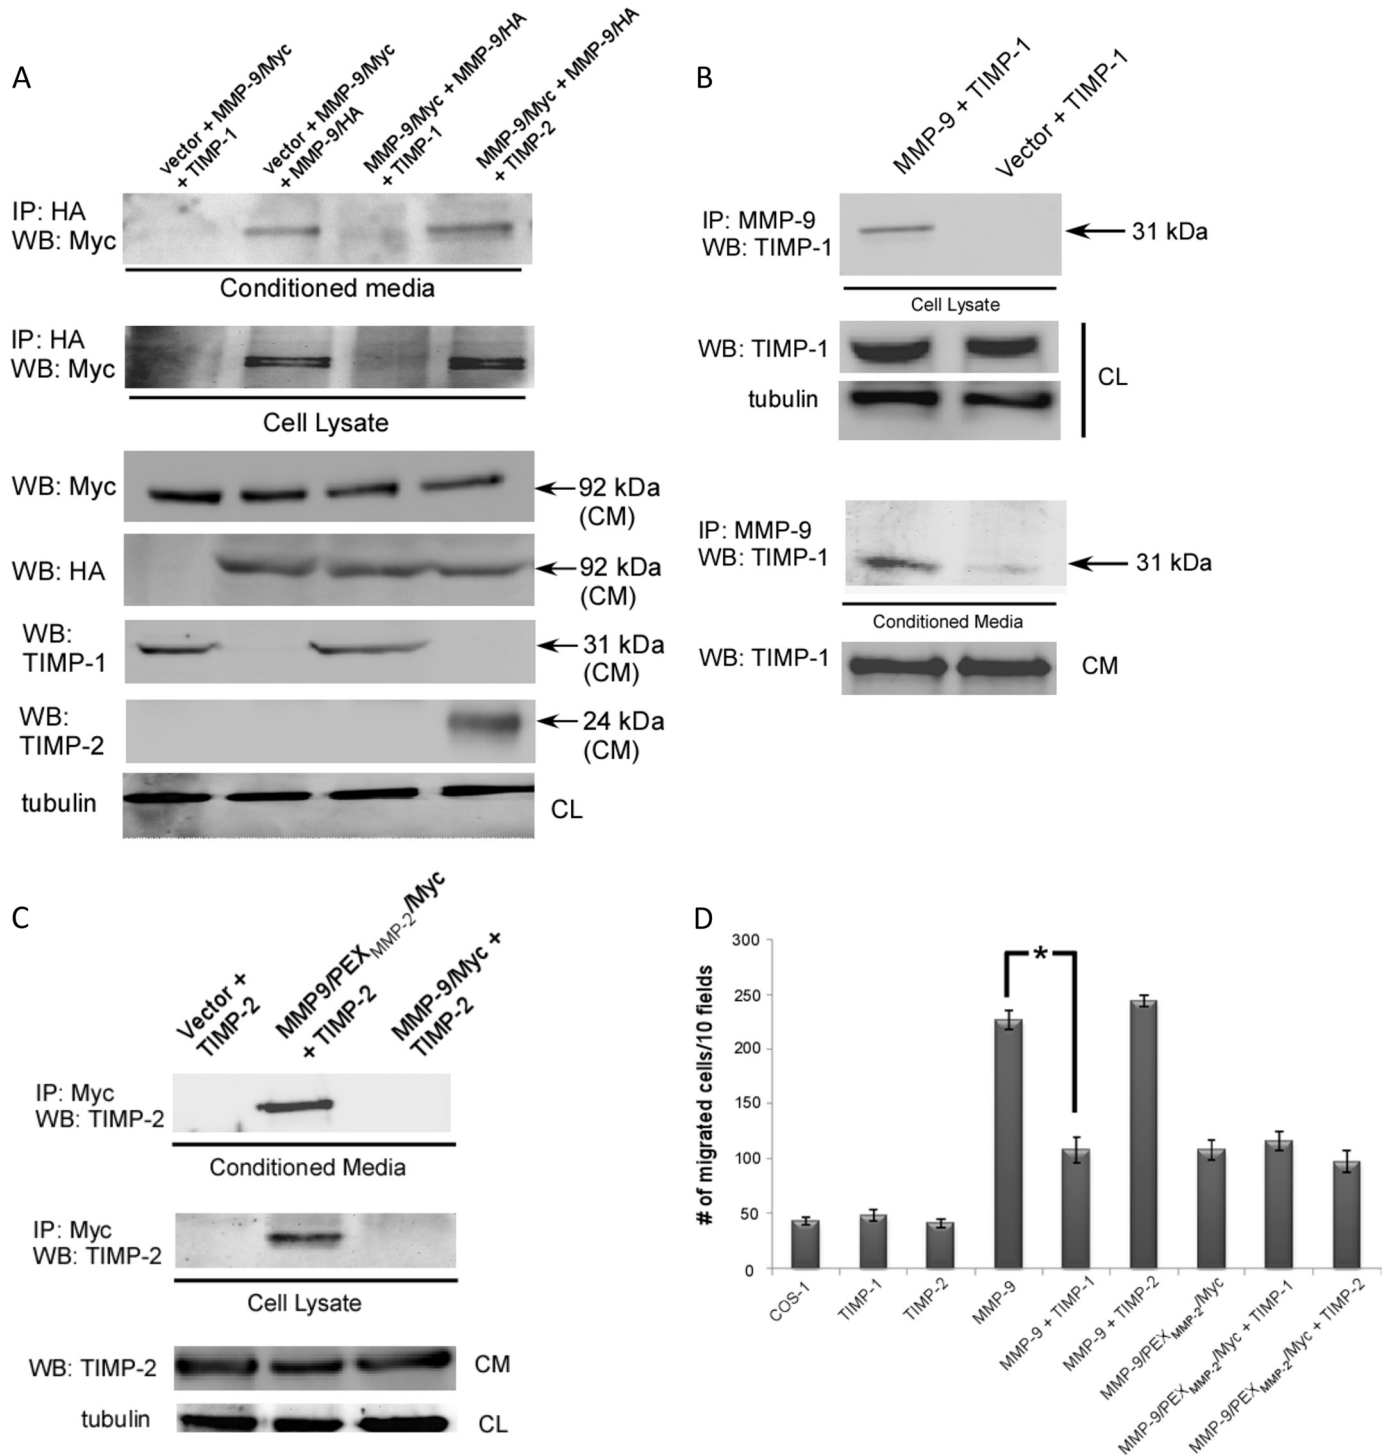 A
vector + MMP-9/Myc
+ TIMP-1
vector + MMP-9/Myc
+ MMP-9/HA
MMP-9/Myc + MMP-9/HA
+ TIMP-1
MMP-9/Myc + MMP-9/HA
+ TIMP-2
IP: HA
WB: Myc
Conditioned media
IP: HA
WB: Myc
Cell Lysate
WB: Myc
92 kDa
(CM)
WB: HA
92 kDa
(CM)
WB:
TIMP-1
31 kDa
(CM)
WB:
TIMP-2
24 kDa
(CM)
tubulin
CL
B
MMP-9 + TIMP-1
Vector + TIMP-1
IP: MMP-9
WB: TIMP-1
31 kDa
Cell Lysate
WB: TIMP-1
tubulin
CL
IP: MMP-9
WB: TIMP-1
31 kDa
Conditioned Media
WB: TIMP-1
CM
C
Vector +
TIMP-2
MMP9/PEXMMP-2/Myc
+ TIMP-2
MMP-9/Myc +
TIMP-2
IP: Myc
WB: TIMP-2
Conditioned Media
IP: Myc
WB: TIMP-2
Cell Lysate
WB: TIMP-2
CM
tubulin
CL
D
# of migrated cells/10 fields
300
250
200
150
100
50
0
*
COS-1
TIMP-1
TIMP-2
MMP-9
MMP-9 + TIMP-1
MMP-9 + TIMP-2
MMP-9/PEXMMP-2/Myc
MMP-9/PEXMMP-2/Myc + TIMP-1
MMP-9/PEXMMP-2/Myc + TIMP-2